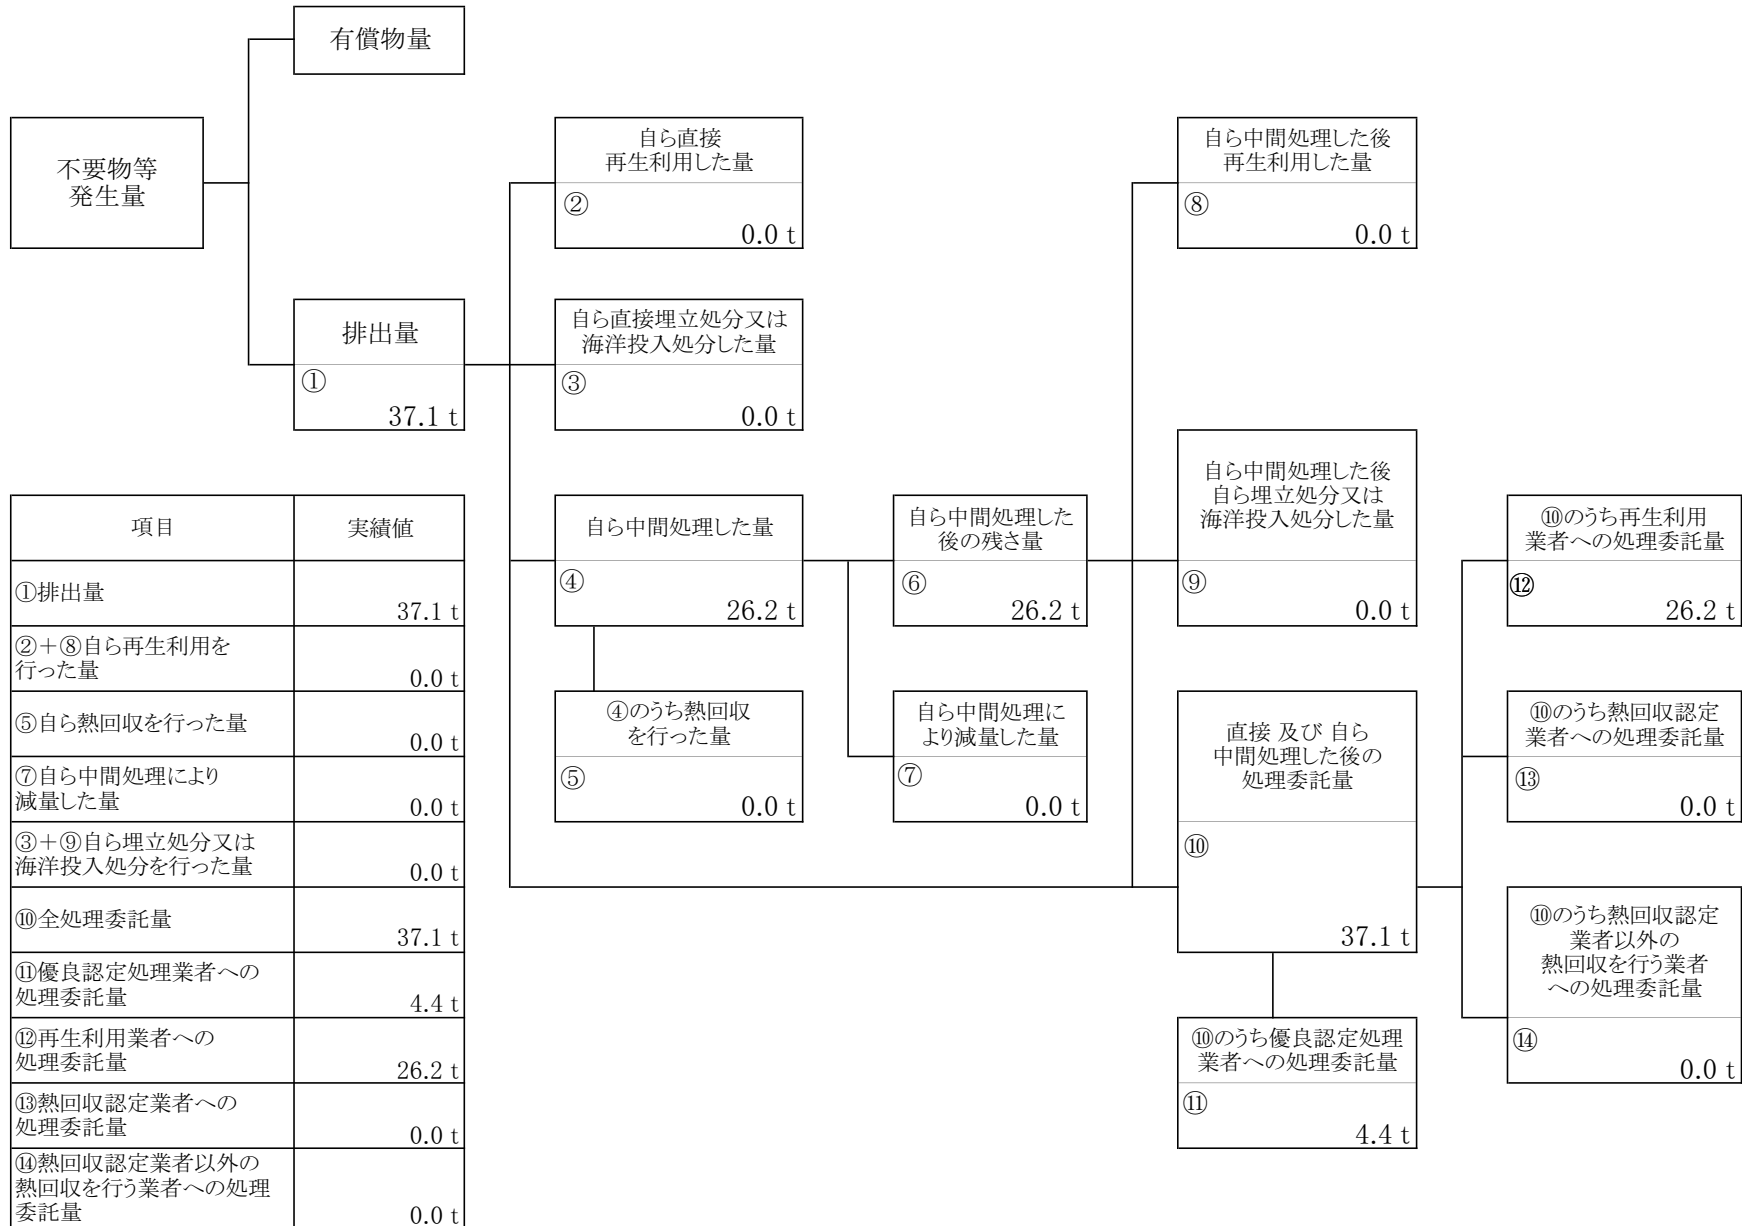 有償物量
不要物等
発生量
自ら直接
再生利用した量
②
0.0 t
自ら中間処理した後
再生利用した量
⑧
0.0 t
排出量
①
37.1 t
自ら直接埋立処分又は
海洋投入処分した量
③
0.0 t
自ら中間処理した量
④
26.2 t
自ら中間処理した
後の残さ量
⑥
26.2 t
自ら中間処理した後
自ら埋立処分又は
海洋投入処分した量
⑨
0.0 t
⑩のうち再生利用
業者への処理委託量
⑫
26.2 t
④のうち熱回収
を行った量
⑤
0.0 t
自ら中間処理に
より減量した量
⑦
0.0 t
直接 及び 自ら
中間処理した後の
処理委託量
⑩
37.1 t
⑩のうち熱回収認定
業者への処理委託量
⑬
0.0 t
⑩のうち熱回収認定
業者以外の
熱回収を行う業者
への処理委託量
⑭
0.0 t
⑩のうち優良認定処理
業者への処理委託量
⑪
4.4 t
項目 実績値
①排出量
37.1 t
②＋⑧自ら再生利用を
行った量
0.0 t
⑤自ら熱回収を行った量
0.0 t
⑦自ら中間処理により
減量した量
0.0 t
③＋⑨自ら埋立処分又は
海洋投入処分を行った量
0.0 t
⑩全処理委託量
37.1 t
⑪優良認定処理業者への
処理委託量
4.4 t
⑫再生利用業者への
処理委託量
26.2 t
⑬熱回収認定業者への
処理委託量
0.0 t
⑭熱回収認定業者以外の
熱回収を行う業者への処理
委託量
0.0 t